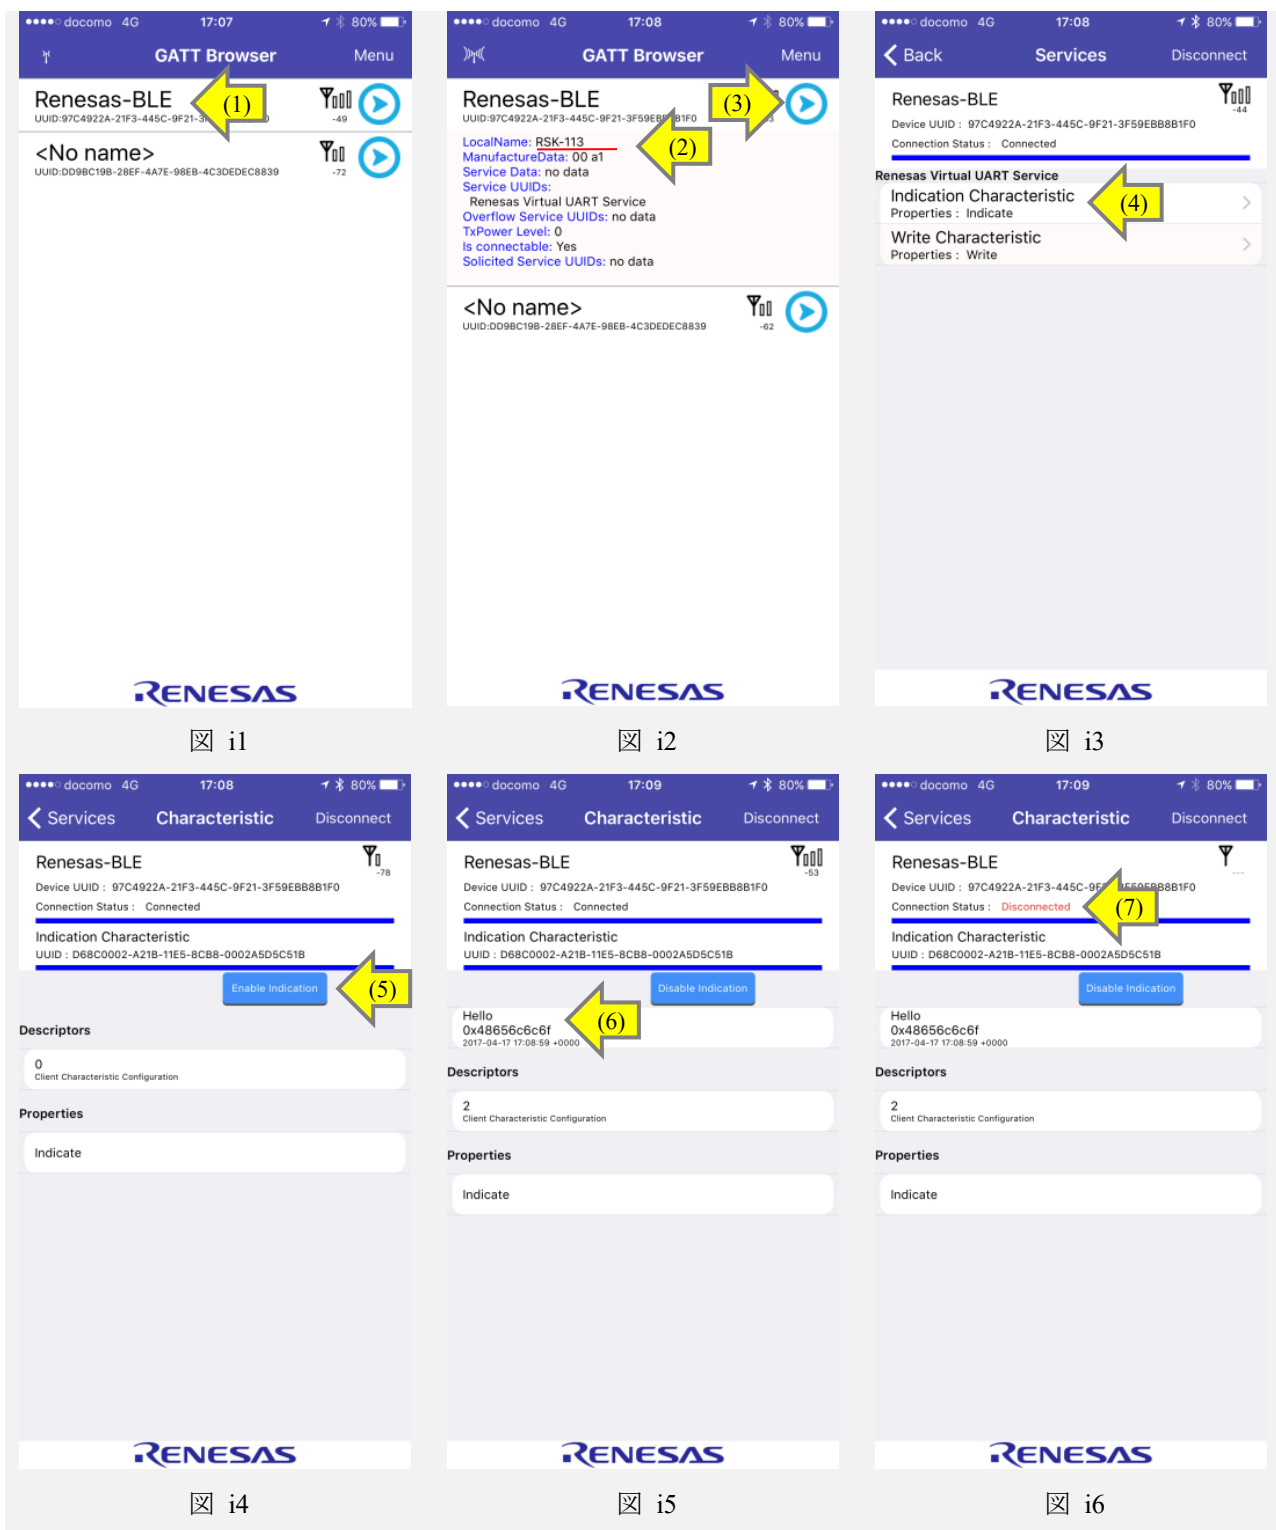 docomo 4G 17:07 80%
GATT Browser Menu
Renesas-BLE (1)
-49
<No name>
UUID:DD9BC19B-28EF-4A7E-98EB-4C3DEDEC8839 -72
RENESAS
図 i1
docomo 4G 17:08 80%
GATT Browser Menu
Renesas-BLE (3)
LocalName: RSK-113
ManufactureData: 00 a1 (2)
Service Data: no data
Service UUIDs:
Renesas Virtual UART Service
Overflow Service UUIDs: no data
TxPower Level: 0
Is connectable: Yes
Solicited Service UUIDs: no data
<No name>
UUID:DD9BC19B-28EF-4A7E-98EB-4C3DEDEC8839 -62
RENESAS
図 i2
docomo 4G 17:08 80%
Back Services Disconnect
Renesas-BLE
-44
Device UUID : 97C4922A-21F3-445C-9F21-3F59EBB8B1F0
Connection Status : Connected
Renesas Virtual UART Service
Indication Characteristic (4)
Properties : Indicate
Write Characteristic
Properties : Write
RENESAS
図 i3
docomo 4G 17:08 80%
Services Characteristic Disconnect
Renesas-BLE
-78
Device UUID : 97C4922A-21F3-445C-9F21-3F59EBB8B1F0
Connection Status : Connected
Indication Characteristic
UUID : D68C0002-A21B-11E5-8CB8-0002A5D5C51B
Enable Indication (5)
Descriptors
0
Client Characteristic Configuration
Properties
Indicate
RENESAS
図 i4
docomo 4G 17:09 80%
Services Characteristic Disconnect
Renesas-BLE
-53
Device UUID : 97C4922A-21F3-445C-9F21-3F59EBB8B1F0
Connection Status : Connected
Indication Characteristic
UUID : D68C0002-A21B-11E5-8CB8-0002A5D5C51B
Disable Indication
Hello
0x48656c6c6f (6)
2017-04-17 17:08:59 +0000
Descriptors
2
Client Characteristic Configuration
Properties
Indicate
RENESAS
図 i5
docomo 4G 17:09 80%
Services Characteristic Disconnect
Renesas-BLE
---
Device UUID : 97C4922A-21F3-445C-
Connection Status : Disconnected (7)
Indication Characteristic
UUID : D68C0002-A21B-11E5-8CB8-0002A5D5C51B
Disable Indication
Hello
0x48656c6c6f
2017-04-17 17:08:59 +0000
Descriptors
2
Client Characteristic Configuration
Properties
Indicate
RENESAS
図 i6